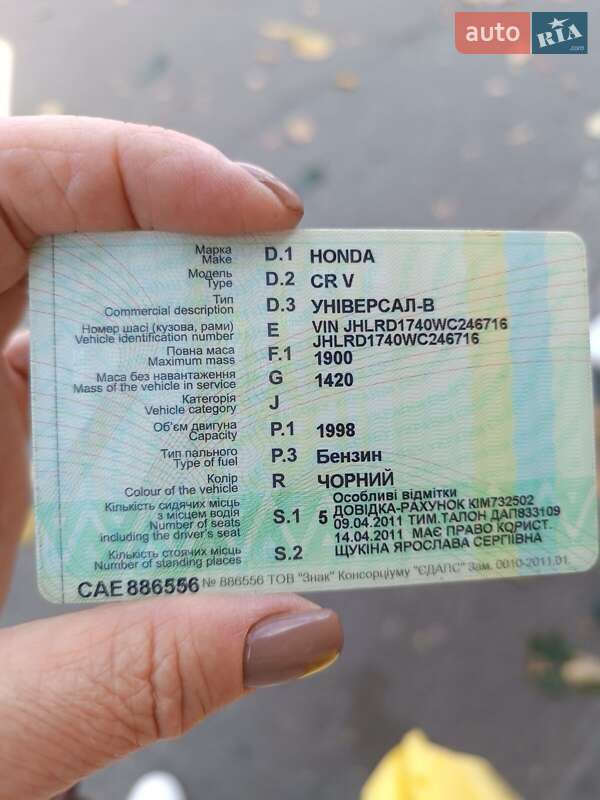 auto RIA .com
Марка
Make D.1 HONDA
Модель
Type D.2 CR V
Тип
Commercial description D.3 УНІВЕРСАЛ-В
Номер шасі (кузова, рами)
Vehicle identification number E VIN JHLRD1740WC246716
JHLRD1740WC246716
Повна маса
Maximum mass F.1 1900
Маса без навантаження
Mass of the vehicle in service G 1420
Категорія
Vehicle category J
Об'єм двигуна
Capacity P.1 1998
Тип пального
Type of fuel P.3 Бензин
Колір
Colour of the vehicle R ЧОРНИЙ
Кількість сидячих місць
з місцем водія
Number of seats
including the driver's seat S.1 5
Особливі відмітки
ДОВІДКА-РАХУНОК КІМ732502
09.04.2011 ТИМ.ТАЛОН ДАП833109
14.04.2011 МАЄ ПРАВО КОРИСТ.
ЩУКІНА ЯРОСЛАВА СЕРГІЇВНА
Кількість стоячих місць
Number of standing places S.2
САЕ 886556 № 886556 ТОВ "Знак" Консорціуму "ЄДАПС" Зам. 0010-2011.01.